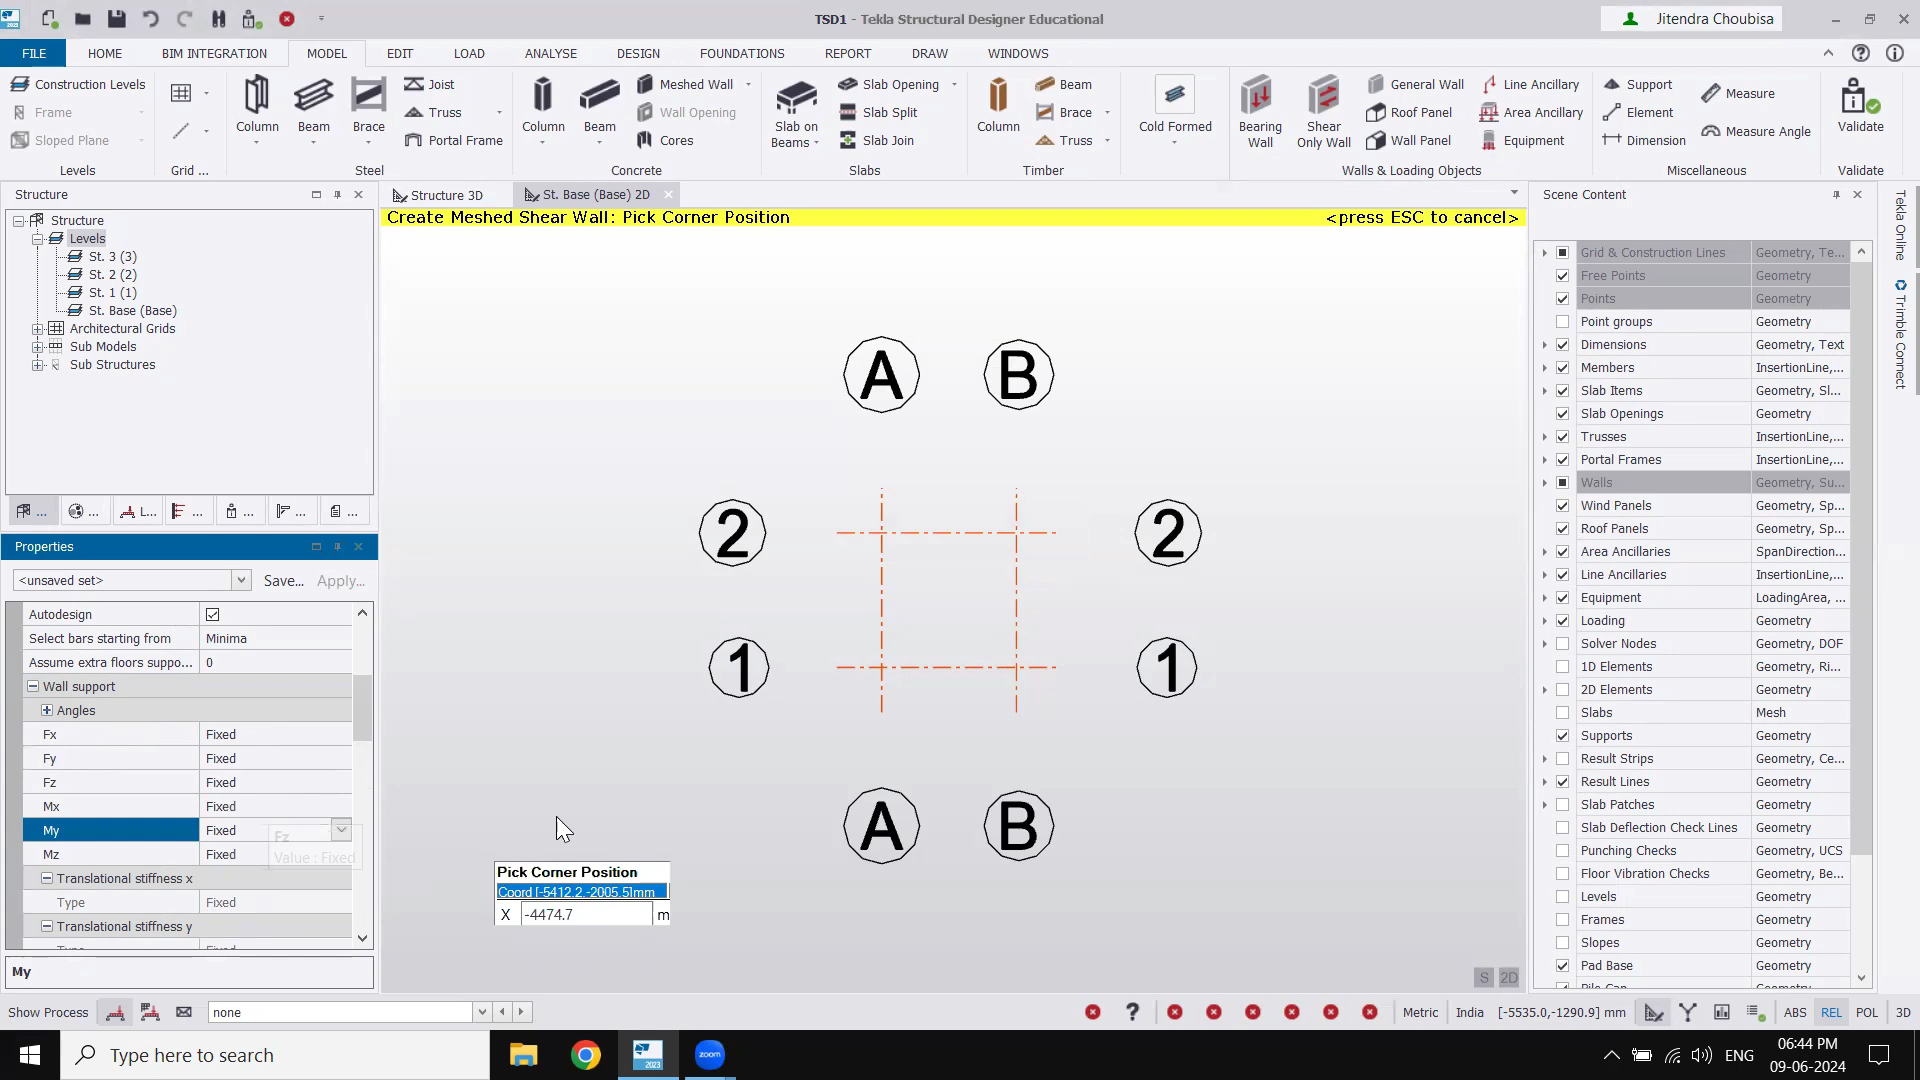 TSD1 - Tekla Structural Designer Educational
Jitendra Choubisa
FILE HOME BIM INTEGRATION MODEL EDIT LOAD ANALYSE DESIGN FOUNDATIONS REPORT DRAW WINDOWS
Construction Levels
Frame
Sloped Plane
Levels
Grid ...
Column
Beam
Brace
Joist
Truss
Portal Frame
Steel
Column
Beam
Meshed Wall
Wall Opening
Cores
Concrete
Slab on Beams
Slab Opening
Slab Split
Slab Join
Slabs
Column
Beam
Brace
Truss
Timber
Cold Formed
Bearing Wall
Shear Only Wall
General Wall
Roof Panel
Wall Panel
Line Ancillary
Area Ancillary
Equipment
Walls & Loading Objects
Support
Element
Dimension
Measure
Measure Angle
Miscellaneous
Validate
Validate
Structure
Structure
Levels
St. 3 (3)
St. 2 (2)
St. 1 (1)
St. Base (Base)
Architectural Grids
Sub Models
Sub Structures
... ... L... ... ... ... ...
Properties
<unsaved set> Save... Apply...
Autodesign
Select bars starting from Minima
Assume extra floors suppo... 0
Wall support
Angles
Fx Fixed
Fy Fixed
Fz Fixed
Mx Fixed
My Fixed
Mz Fixed
Fz
Value : Fixed
Translational stiffness x
Type Fixed
Translational stiffness y
My
Structure 3D
St. Base (Base) 2D
Create Meshed Shear Wall: Pick Corner Position <press ESC to cancel>
A B
2 2
1 1
A B
Pick Corner Position
Coord [-5412.2,-2005.5]mm
X -4474.7 m
S 2D
Scene Content
Grid & Construction Lines Geometry, Te...
Free Points Geometry
Points Geometry
Point groups Geometry
Dimensions Geometry, Text
Members InsertionLine,...
Slab Items Geometry, Sl...
Slab Openings Geometry
Trusses InsertionLine,...
Portal Frames InsertionLine,...
Walls Geometry, Su...
Wind Panels Geometry, Sp...
Roof Panels Geometry, Sp...
Area Ancillaries SpanDirection...
Line Ancillaries InsertionLine,...
Equipment LoadingArea, ...
Loading Geometry
Solver Nodes Geometry, DOF
1D Elements Geometry, Ri...
2D Elements Geometry
Slabs Mesh
Supports Geometry
Result Strips Geometry, Ce...
Result Lines Geometry
Slab Patches Geometry
Slab Deflection Check Lines Geometry
Punching Checks Geometry, UCS
Floor Vibration Checks Geometry, Be...
Levels Geometry
Frames Geometry
Slopes Geometry
Pad Base Geometry
Tekla Online
Trimble Connect
Show Process none
Metric India [-5535.0,-1290.9] mm ABS REL POL 3D
Type here to search
2023
zoom
ENG
06:44 PM
09-06-2024